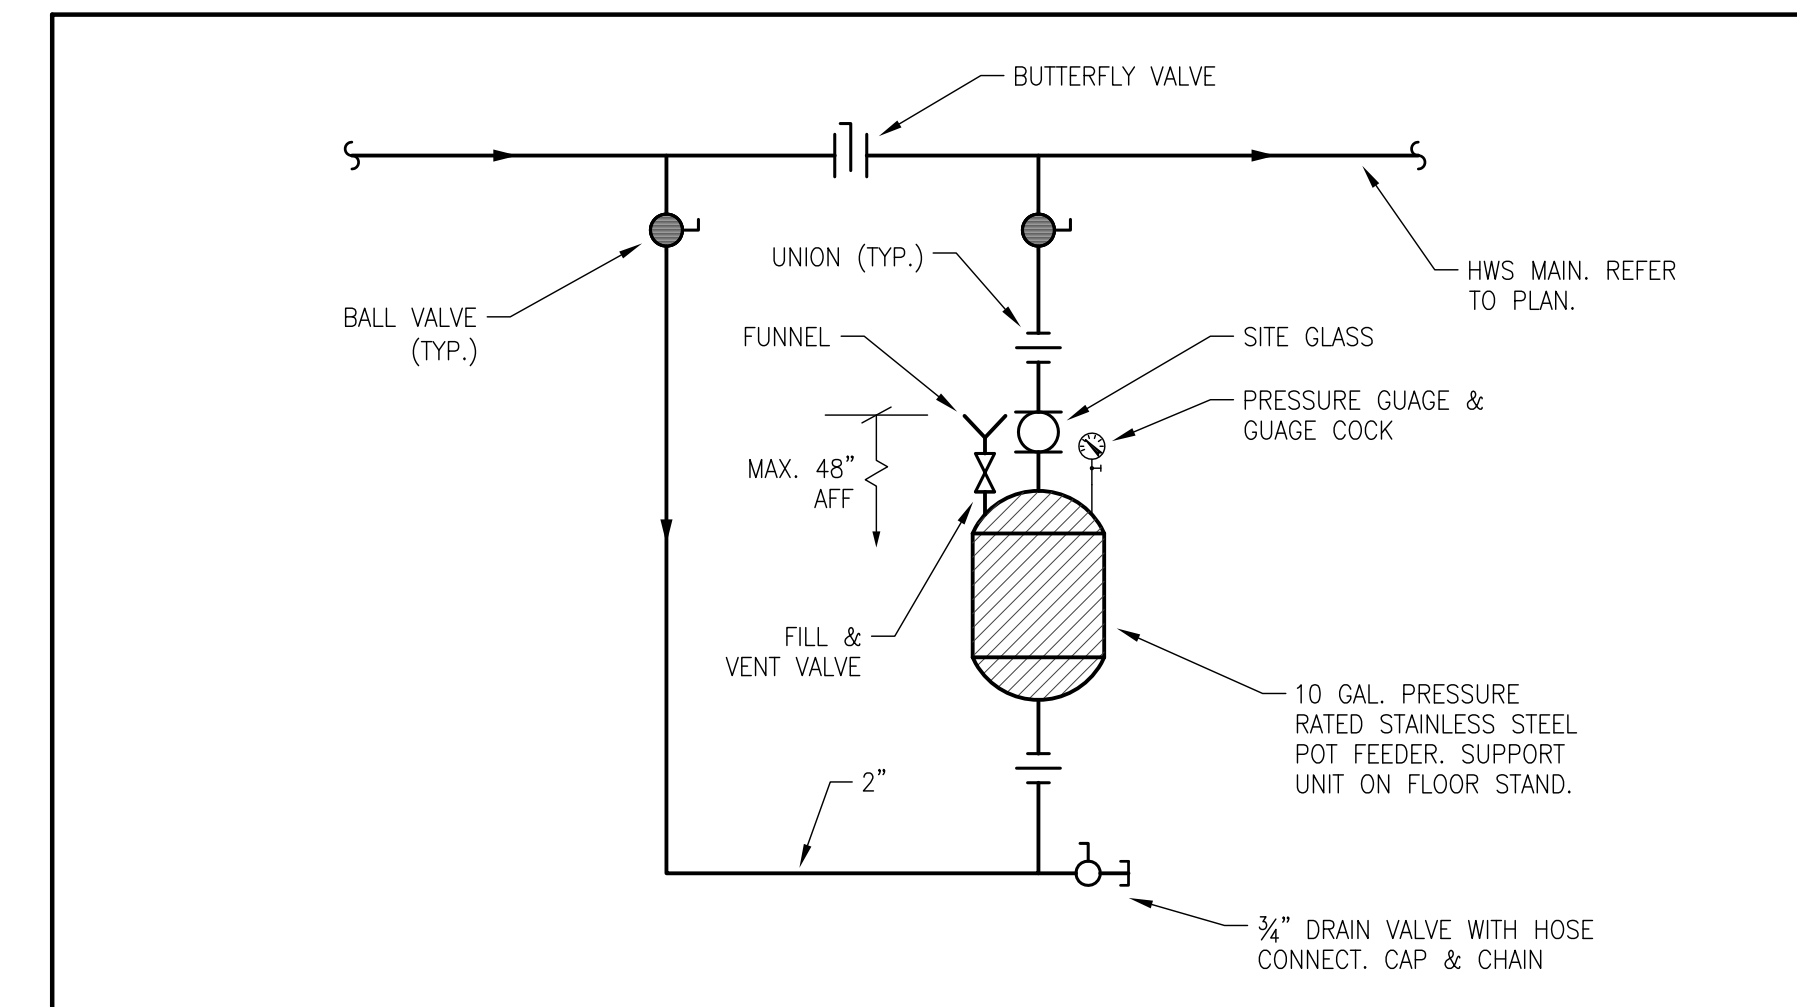 BUTTERFLY VALVE
UNION (TYP.)
HWS MAIN. REFER
TO PLAN.
BALL VALVE
(TYP.)
FUNNEL
SITE GLASS
PRESSURE GUAGE &
GUAGE COCK
MAX. 48"
AFF
FILL &
VENT VALVE
10 GAL. PRESSURE
RATED STAINLESS STEEL
POT FEEDER. SUPPORT
UNIT ON FLOOR STAND.
2"
¾" DRAIN VALVE WITH HOSE
CONNECT. CAP & CHAIN